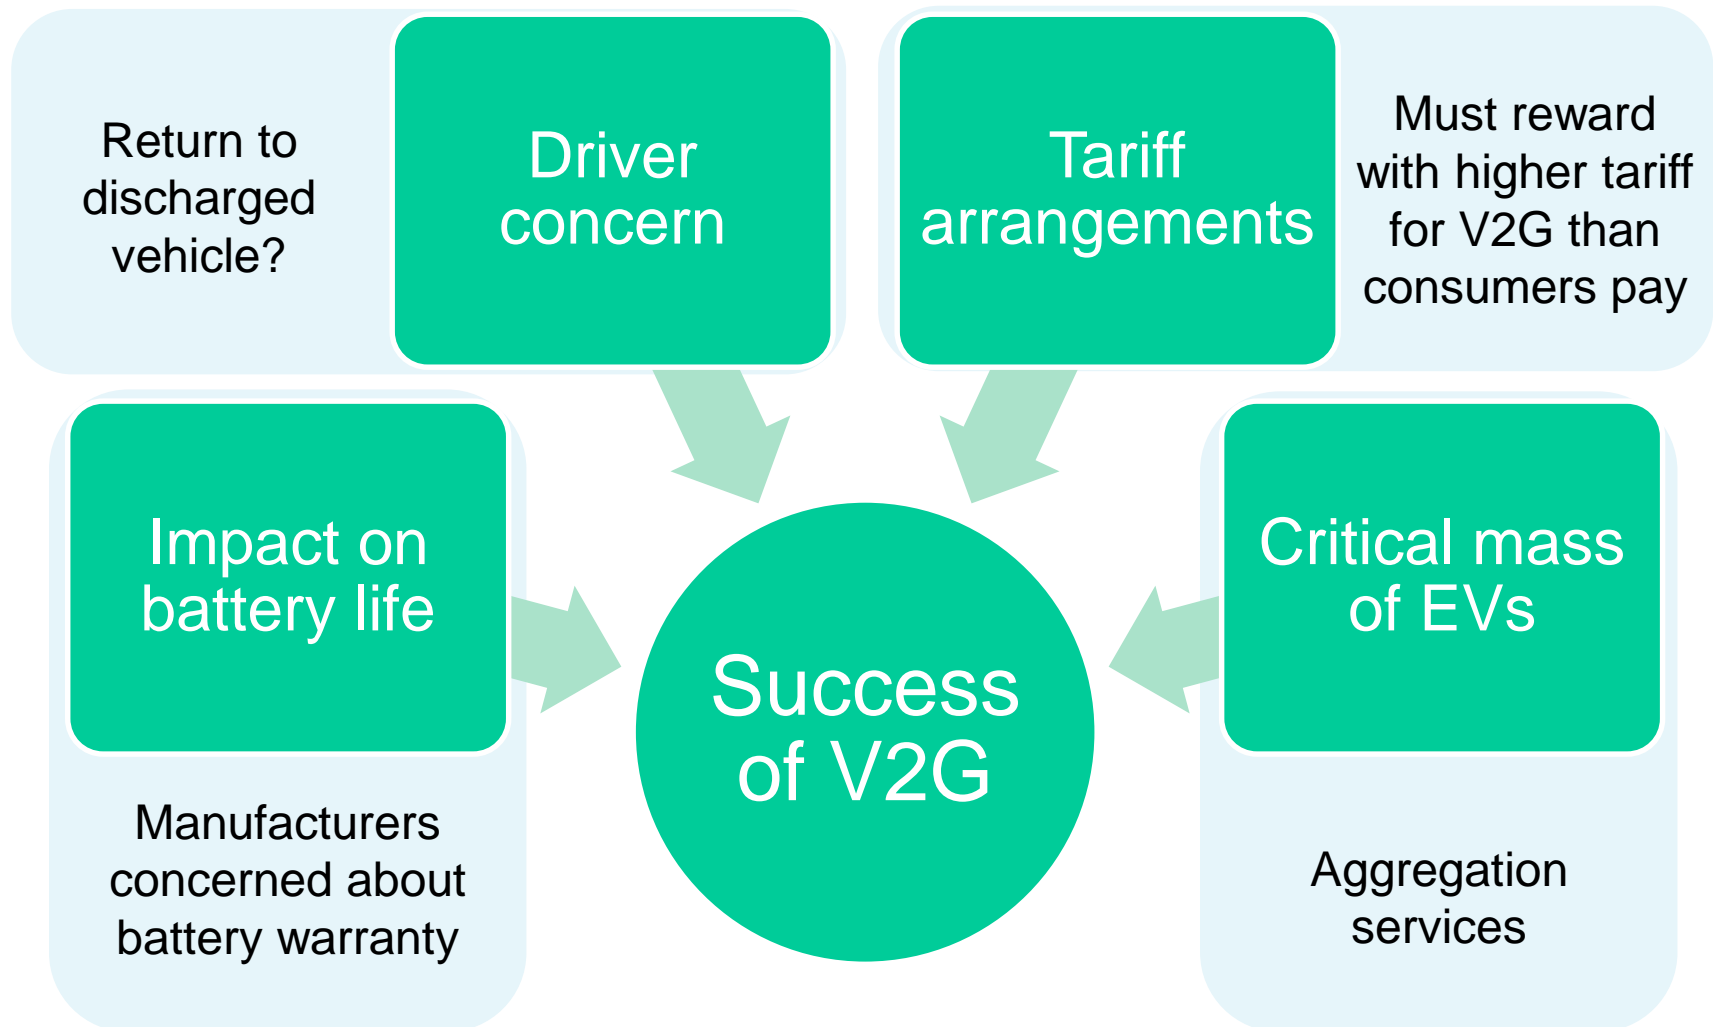 Return to
discharged
vehicle?
Driver
concern
Tariff
arrangements
Must reward
with higher tariff
for V2G than
consumers pay
Impact on
battery life
Manufacturers
concerned about
battery warranty
Success
of V2G
Critical mass
of EVs
Aggregation
services